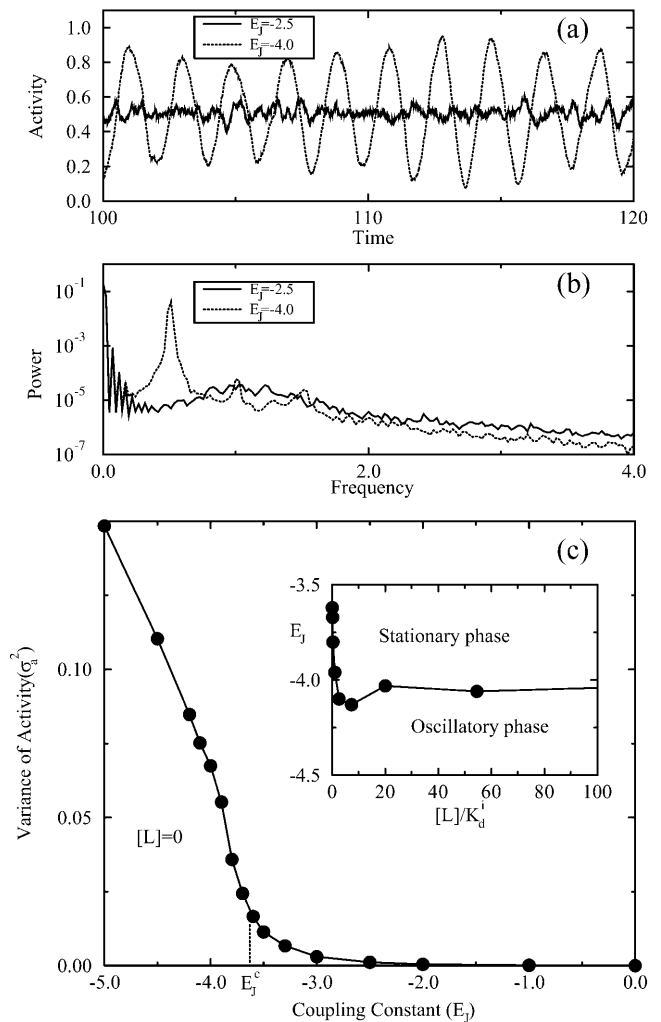 (a)
E_J=-2.5
E_J=-4.0
Activity
1.0
0.8
0.6
0.4
0.2
0.0
100
110
120
Time
(b)
E_J=-2.5
E_J=-4.0
Power
10^-1
10^-3
10^-5
10^-7
0.0
2.0
4.0
Frequency
(c)
Variance of Activity(σ_a^2)
0.10
0.05
0.00
[L]=0
-5.0
-4.0
E_J^c
-3.0
-2.0
-1.0
0.0
Coupling Constant (E_J)
-3.5
E_J
-4.0
-4.5
Stationary phase
Oscillatory phase
0
20
40
60
80
100
[L]/K_d^i